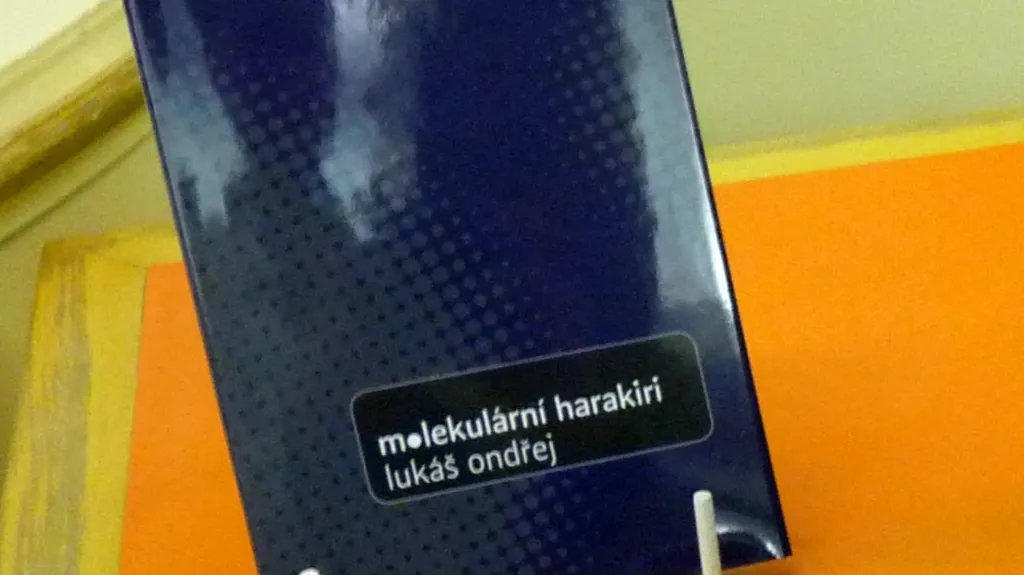 molekulární harakiri
lukáš ondřej